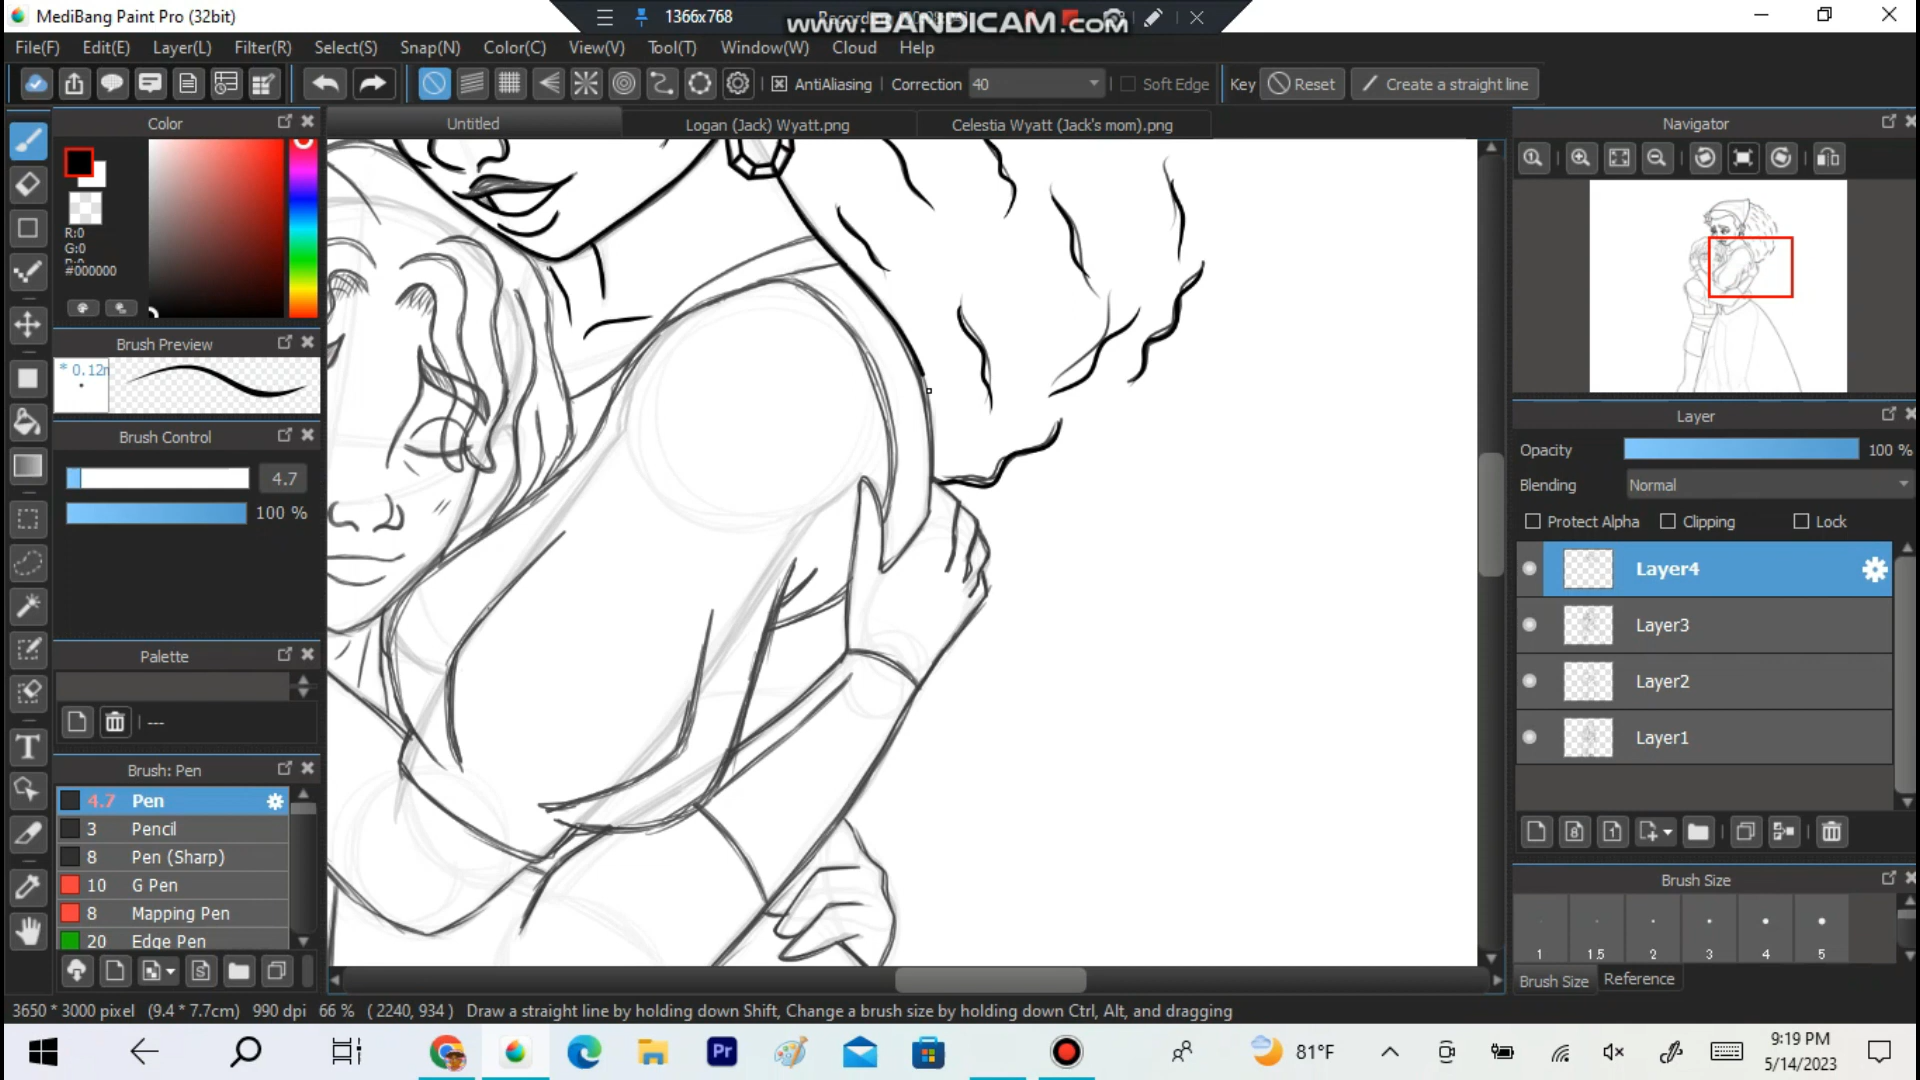 MediBang Paint Pro (32bit)
1366x768
www.BANDICAM.com
File(F) Edit(E) Layer(L) Filter(R) Select(S) Snap(N) Color(C) View(V) Tool(T) Window(W) Cloud Help
AntiAliasing Correction 40 Soft Edge Key Reset Create a straight line
Color
Untitled Logan (Jack) Wyatt.png Celestia Wyatt (Jack's mom).png
Navigator
R:0
G:0
#000000
Brush Preview
* 0.12m
Brush Control
4.7
100 %
Palette
---
Brush: Pen
4.7 Pen
3 Pencil
8 Pen (Sharp)
10 G Pen
8 Mapping Pen
20 Edge Pen
Layer
Opacity 100 %
Blending Normal
Protect Alpha Clipping Lock
Layer4
Layer3
Layer2
Layer1
Brush Size
1 1.5 2 3 4 5
Brush Size Reference
3650 * 3000 pixel (9.4 * 7.7cm) 990 dpi 66 % ( 2240, 934 ) Draw a straight line by holding down Shift, Change a brush size by holding down Ctrl, Alt, and dragging
Pr
81°F
9:19 PM
5/14/2023